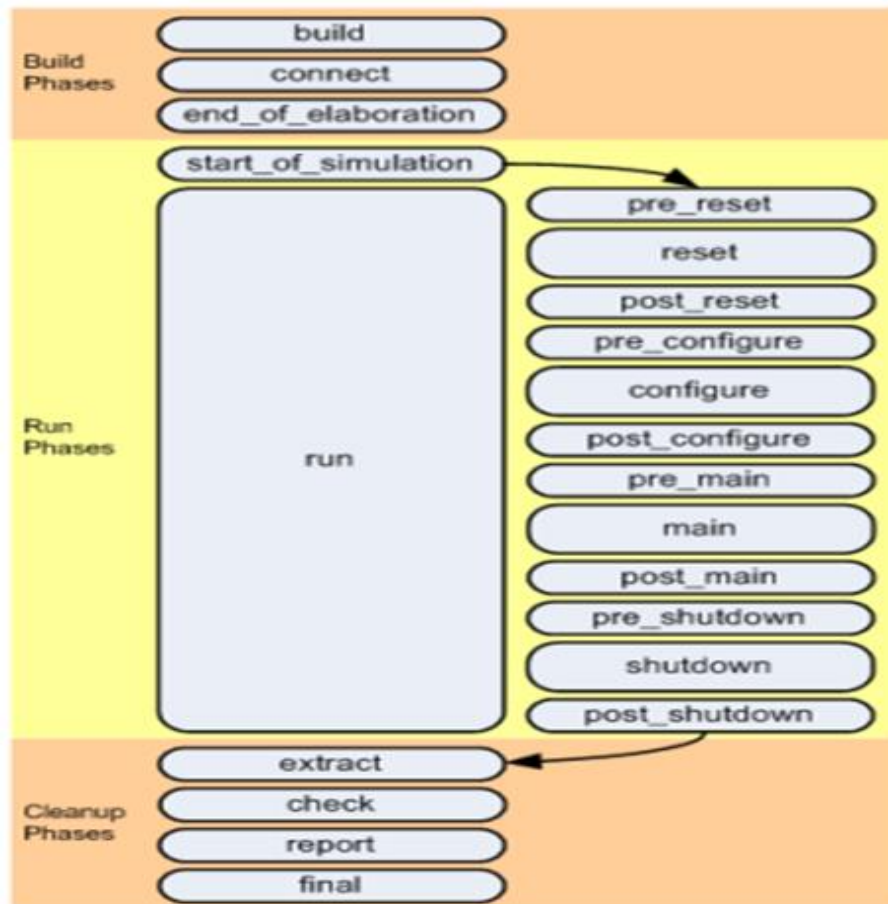 Build
Phases
build
connect
end_of_elaboration
Run
Phases
start_of_simulation
run
pre_reset
reset
post_reset
pre_configure
configure
post_configure
pre_main
main
post_main
pre_shutdown
shutdown
post_shutdown
Cleanup
Phases
extract
check
report
final